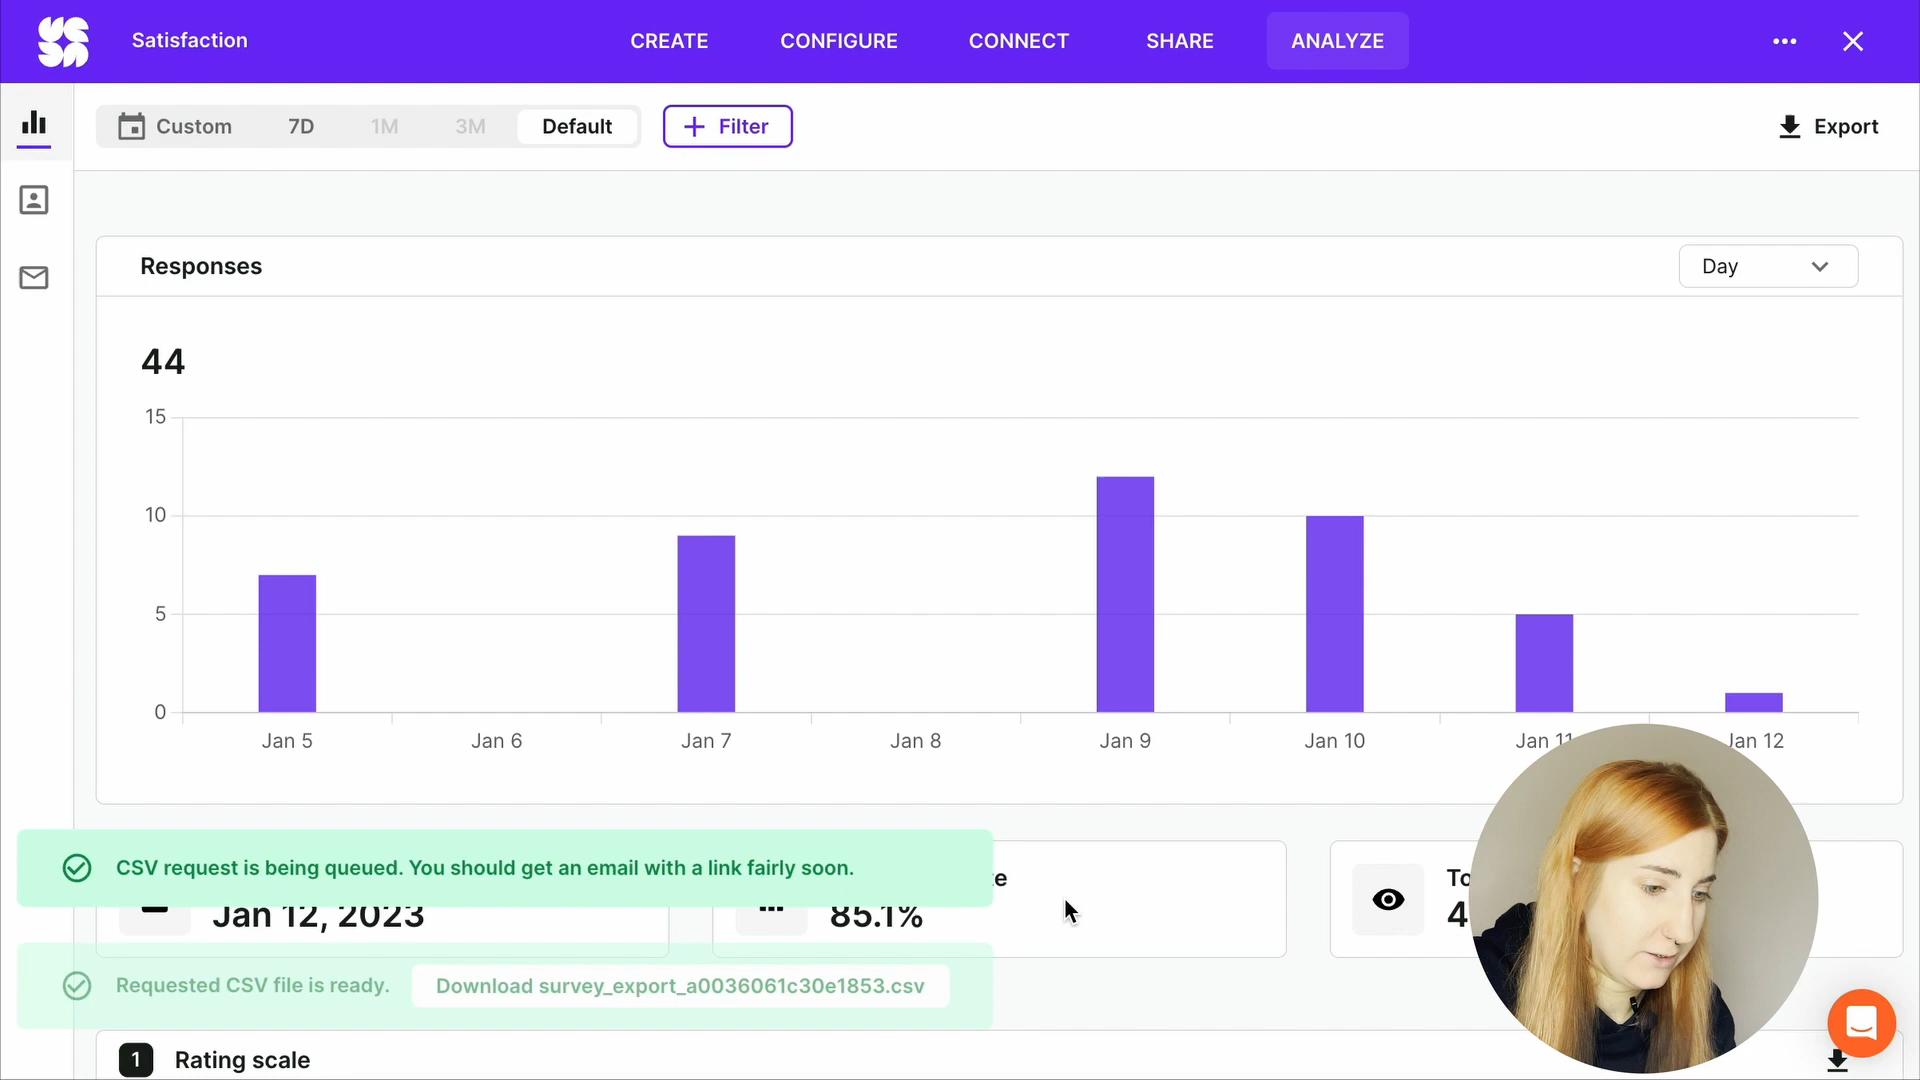 Satisfaction
CREATE
CONFIGURE
CONNECT
SHARE
ANALYZE
Custom
7D
1M
3M
Default
Filter
Export
Responses
Day
44
15
10
5
0
Jan 5
Jan 6
Jan 7
Jan 8
Jan 9
Jan 10
Jan 11
Jan 12
CSV request is being queued. You should get an email with a link fairly soon.
Jan 12, 2023
85.1%
Requested CSV file is ready.
Download survey_export_a0036061c30e1853.csv
1
Rating scale